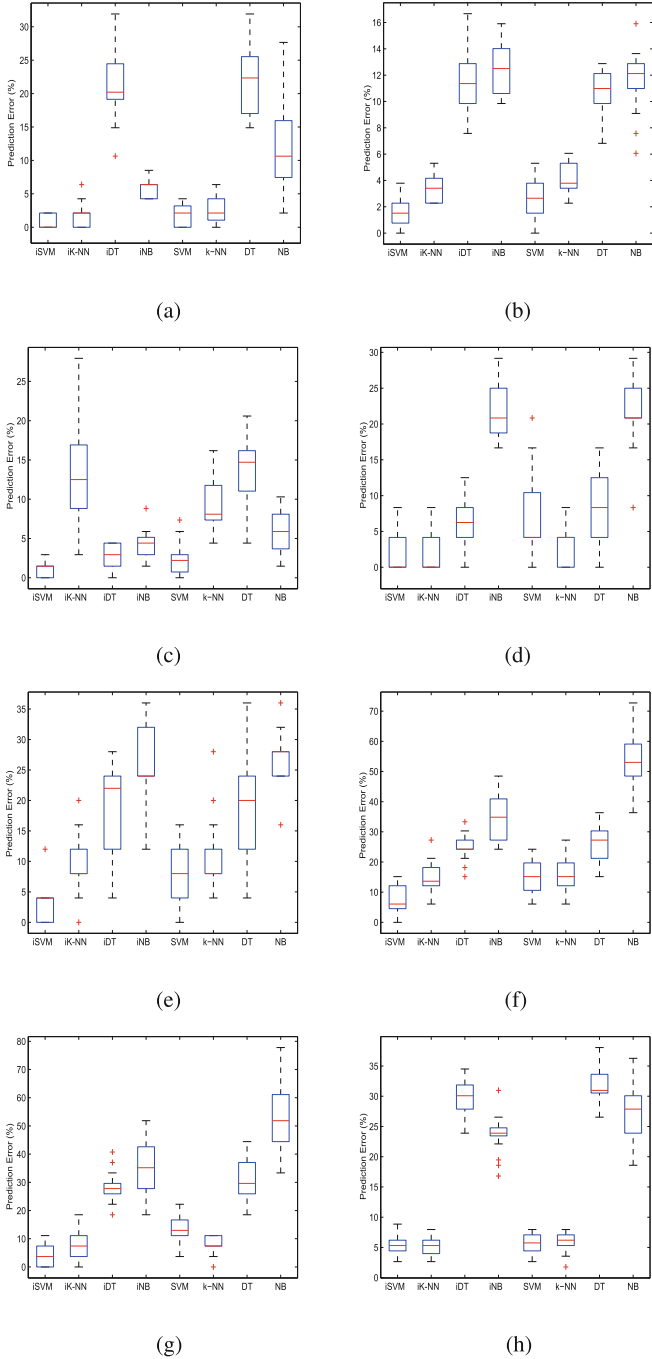 Prediction Error (%)
30
25
20
15
10
5
0
iSVM iK-NN iDT iNB SVM k-NN DT NB
(a)
Prediction Error (%)
16
14
12
10
8
6
4
2
0
iSVM iK-NN iDT iNB SVM k-NN DT NB
(b)
Prediction Error (%)
25
20
15
10
5
0
iSVM iK-NN iDT iNB SVM k-NN DT NB
(c)
Prediction Error (%)
30
25
20
15
10
5
0
iSVM iK-NN iDT iNB SVM k-NN DT NB
(d)
Prediction Error (%)
35
30
25
20
15
10
5
0
iSVM iK-NN iDT iNB SVM k-NN DT NB
(e)
Prediction Error (%)
70
60
50
40
30
20
10
0
iSVM iK-NN iDT iNB SVM k-NN DT NB
(f)
Prediction Error (%)
80
70
60
50
40
30
20
10
0
iSVM iK-NN iDT iNB SVM k-NN DT NB
(g)
Prediction Error (%)
35
30
25
20
15
10
5
0
iSVM iK-NN iDT iNB SVM k-NN DT NB
(h)